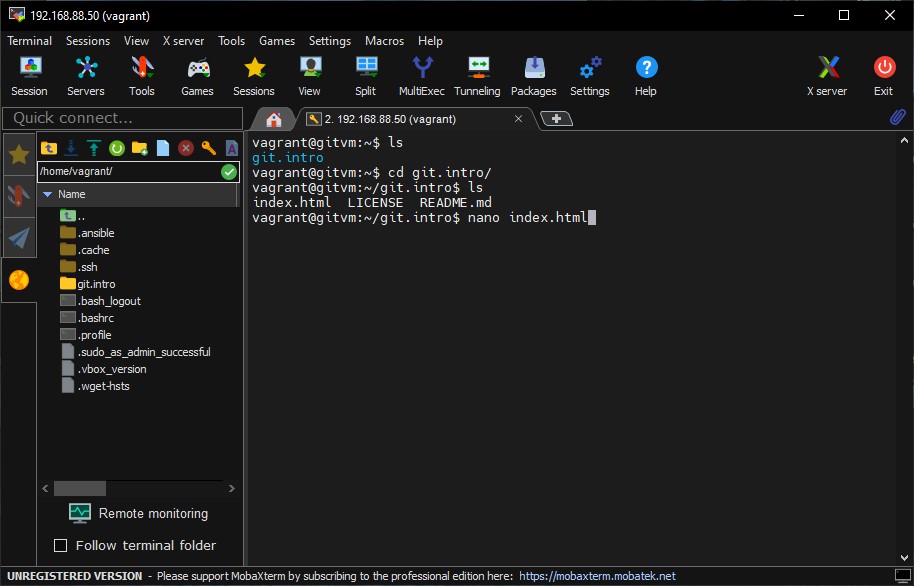 192.168.88.50 (vagrant)
Terminal Sessions View X server Tools Games Settings Macros Help
Session Servers Tools Games Sessions View Split MultiExec Tunneling Packages Settings Help X server Exit
Quick connect...
2. 192.168.88.50 (vagrant)
/home/vagrant/
Name
..
.ansible
.cache
.ssh
git.intro
.bash_logout
.bashrc
.profile
.sudo_as_admin_successful
.vbox_version
.wget-hsts
Remote monitoring
Follow terminal folder
vagrant@gitvm:~$ ls
git.intro
vagrant@gitvm:~$ cd git.intro/
vagrant@gitvm:~/git.intro$ ls
index.html  LICENSE  README.md
vagrant@gitvm:~/git.intro$ nano index.html
UNREGISTERED VERSION - Please support MobaXterm by subscribing to the professional edition here: https://mobaxterm.mobatek.net